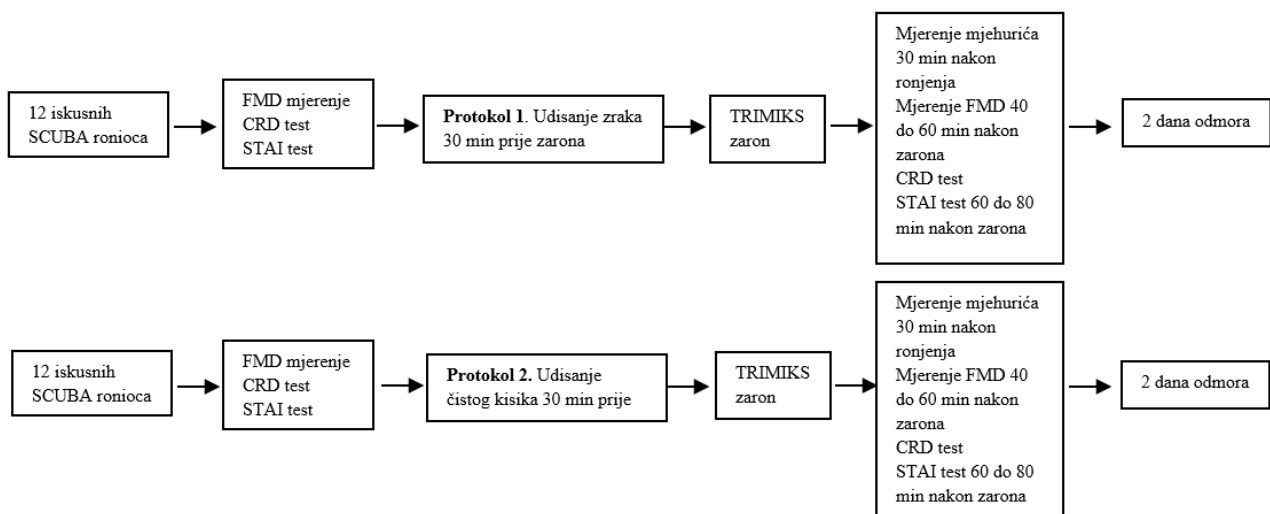 12 iskusnih
SCUBA ronioca
FMD mjerenje
CRD test
STAI test
Protokol 1. Udisanje zraka
30 min prije zarona
TRIMIKS
zaron
Mjerenje mjehurića
30 min nakon
ronjenja
Mjerenje FMD 40
do 60 min nakon
zarona
CRD test
STAI test 60 do 80
min nakon zarona
2 dana odmora
12 iskusnih
SCUBA ronioca
FMD mjerenje
CRD test
STAI test
Protokol 2. Udisanje
čistog kisika 30 min prije
TRIMIKS
zaron
Mjerenje mjehurića
30 min nakon
ronjenja
Mjerenje FMD 40
do 60 min nakon
zarona
CRD test
STAI test 60 do 80
min nakon zarona
2 dana odmora